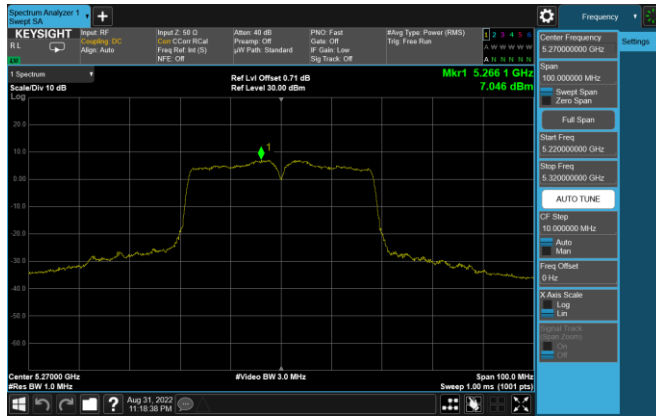 Spectrum Analyzer 1
Swept SA
+
Frequency
KEYSIGHT
R L
Input: RF
Coupling: DC
Align: Auto
Input Z: 50 Ω
Corr CCorr RCal
Freq Ref: Int (S)
NFE: Off
Atten: 40 dB
Preamp: Off
µW Path: Standard
PNO: Fast
Gate: Off
IF Gain: Low
Sig Track: Off
#Avg Type: Power (RMS)
Trig: Free Run
1 2 3 4 5 6
A W W W W W
A N N N N N
1 Spectrum
Scale/Div 10 dB
Log
Ref Lvl Offset 0.71 dB
Ref Level 30.00 dBm
Mkr1 5.266 1 GHz
7.046 dBm
20.0
10.0
0.00
-10.0
-20.0
-30.0
-40.0
-50.0
-60.0
1
Center 5.27000 GHz
#Res BW 1.0 MHz
#Video BW 3.0 MHz
Span 100.0 MHz
Sweep 1.00 ms (1001 pts)
Center Frequency
5.270000000 GHz
Settings
Span
100.000000 MHz
Swept Span
Zero Span
Full Span
Start Freq
5.220000000 GHz
Stop Freq
5.320000000 GHz
AUTO TUNE
CF Step
10.000000 MHz
Auto
Man
Freq Offset
0 Hz
X Axis Scale
Log
Lin
Signal Track
(Span Zoom)
On
Off
?
Aug 31, 2022
11:18:38 PM